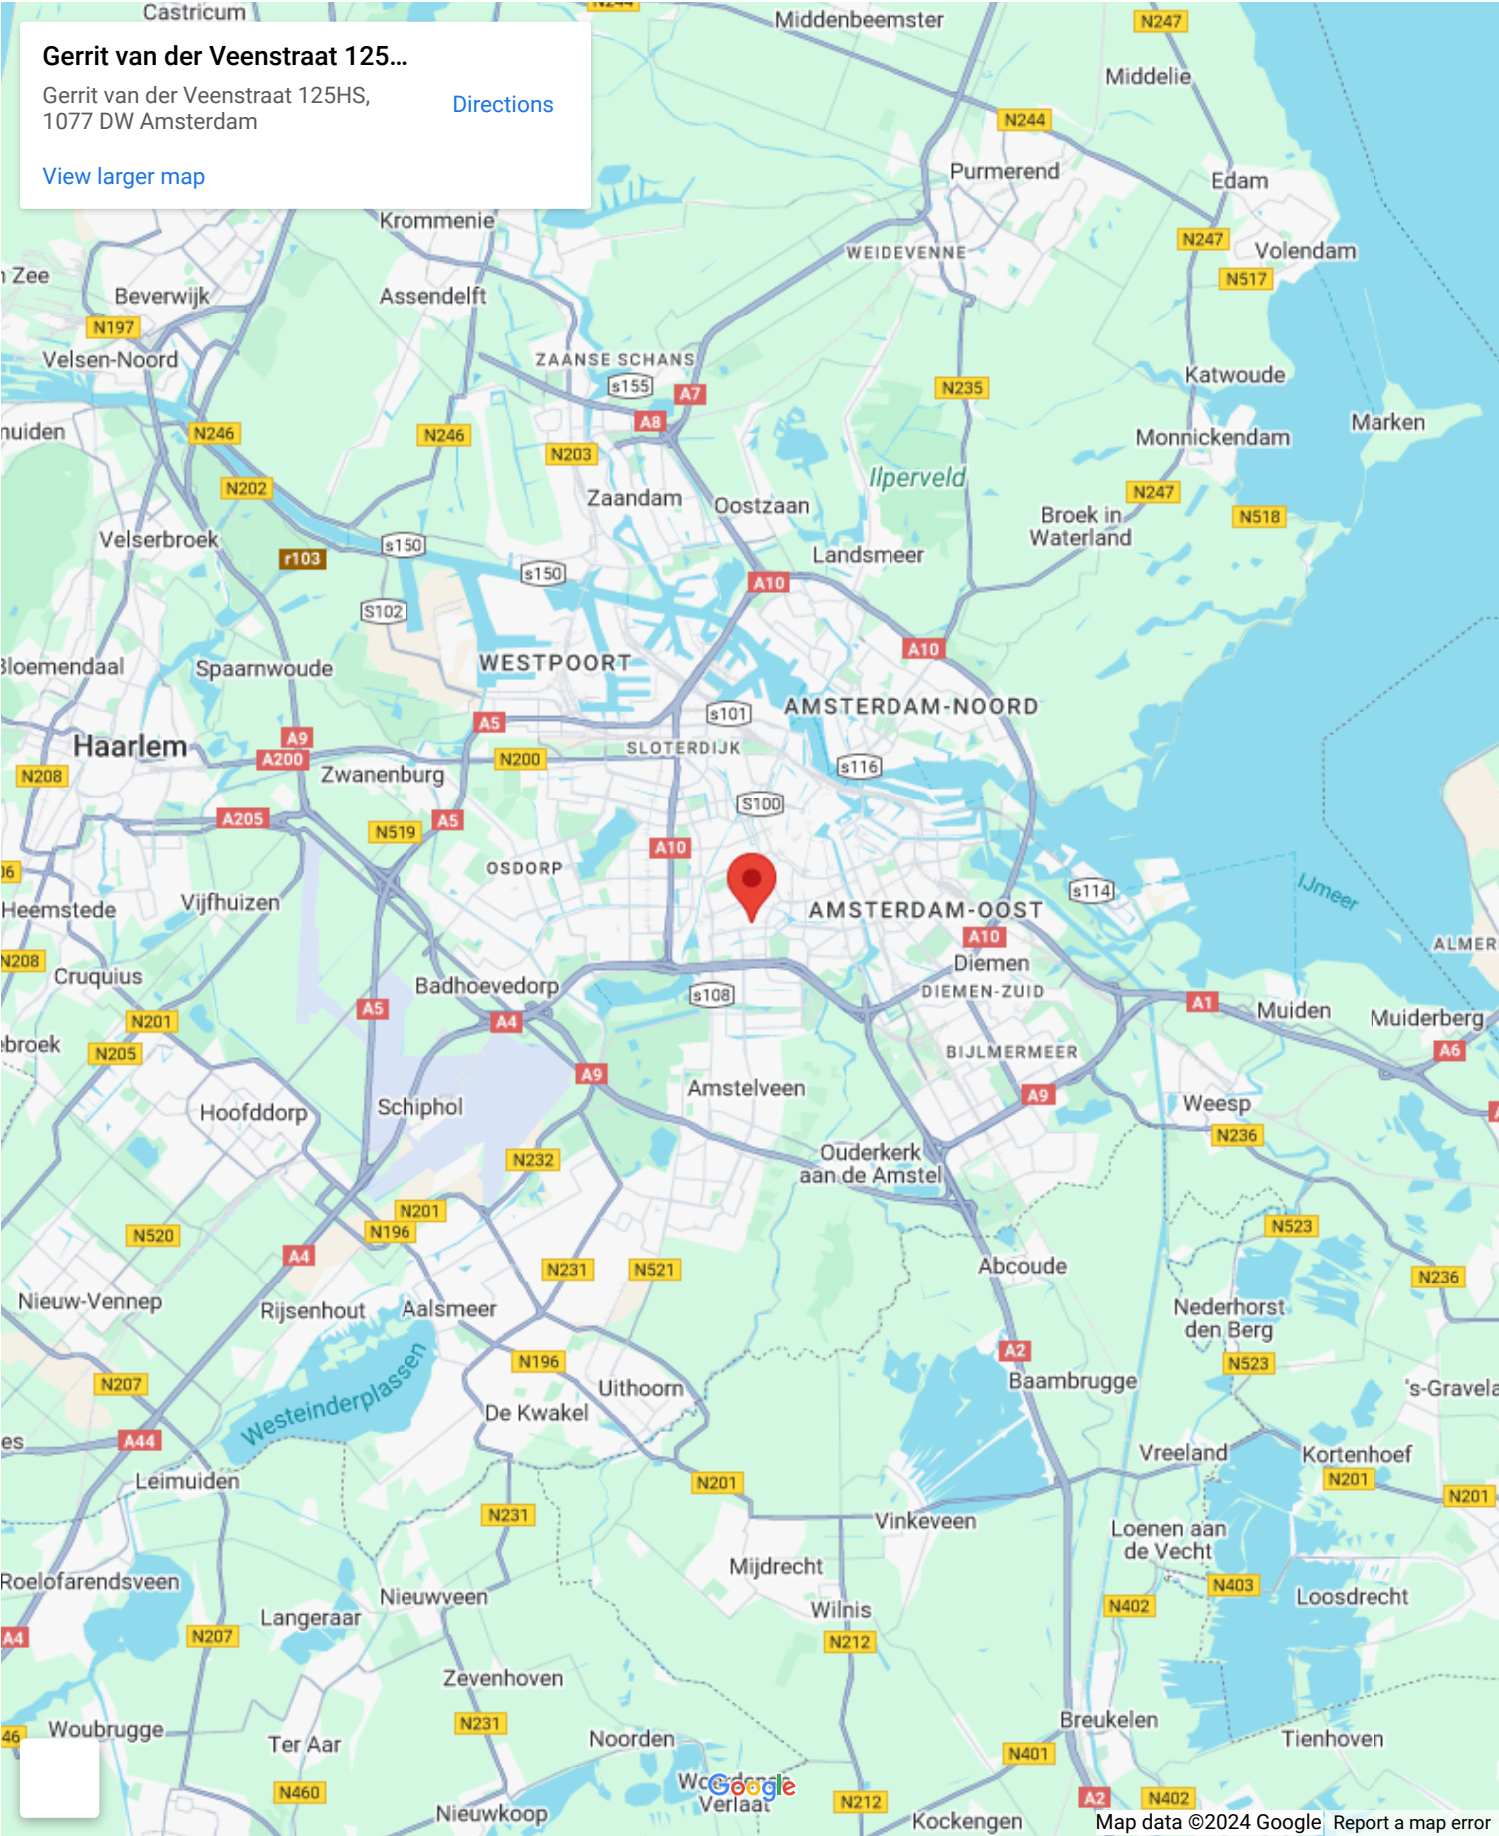 Castricum
N244
Middenbeemster
N247
Gerrit van der Veenstraat 125...
Gerrit van der Veenstraat 125HS,
1077 DW Amsterdam
Directions
View larger map
Middelie
N244
Purmerend
Edam
Krommenie
WEIDEVENNE
N247
Volendam
N517
n Zee
Beverwijk
Assendelft
N197
Velsen-Noord
ZAANSE SCHANS
s155
A7
N235
Katwoude
A8
Marken
muiden
N246
N246
N203
Monnickendam
Ilperveld
N202
Zaandam
Oostzaan
N247
Broek in
Waterland
N518
Velserbroek
s150
r103
s150
Landsmeer
A10
S102
A10
Bloemendaal
Spaarnwoude
WESTPOORT
AMSTERDAM-NOORD
s101
A5
A9
Haarlem
A200
N200
SLOTERDIJK
s116
N208
Zwanenburg
S100
A205
N519
A5
A10
OSDORP
06
s114
IJmeer
Vijfhuizen
Heemstede
AMSTERDAM-OOST
A10
ALMER
N208
Cruquius
Diemen
Badhoevedorp
DIEMEN-ZUID
s108
A5
A4
A1
Muiden
Muiderberg
N201
ebroek
N205
BIJLMERMEER
A6
A9
Amstelveen
A9
Schiphol
Hoofddorp
Weesp
N236
Ouderkerk
aan de Amstel
N232
N201
N196
N520
N523
A4
N231
N521
Abcoude
N236
Nieuw-Vennep
Rijsenhout
Aalsmeer
Nederhorst
den Berg
A2
N196
N523
N207
Westeinderplassen
Uithoorn
Baambrugge
's-Gravela
De Kwakel
A44
es
Vreeland
Kortenhoef
Leimuiden
N201
N201
N201
N231
Vinkeveen
Loenen aan
de Vecht
Mijdrecht
Roelofarendsveen
Nieuwveen
N403
Loosdrecht
Langeraar
Wilnis
N402
A4
N207
N212
Zevenhoven
Woubrugge
46
N231
Breukelen
Ter Aar
Noorden
Tienhoven
N401
N460
Google
Verlaat
N212
A2
N402
Nieuwkoop
Kockengen
Map data ©2024 Google
Report a map error